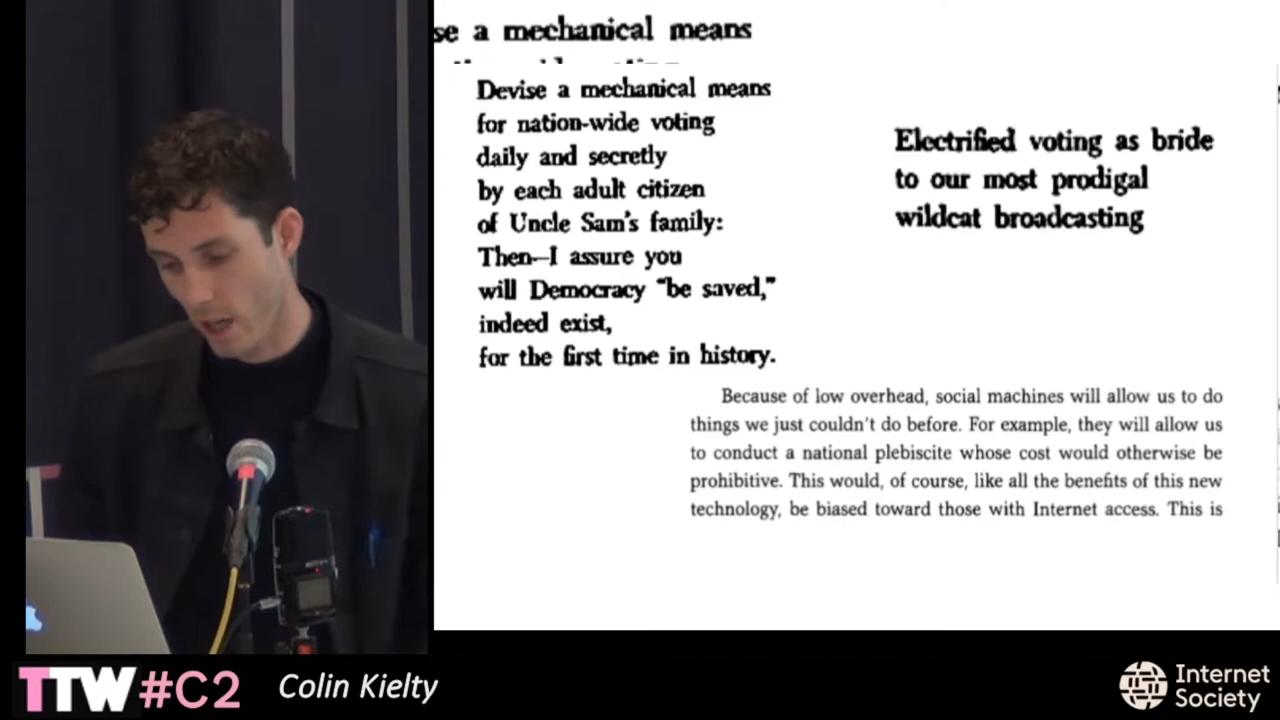 se a mechanical means
Devise a mechanical means
for nation-wide voting
daily and secretly
by each adult citizen
of Uncle Sam's family:
Then—I assure you
will Democracy "be saved,"
indeed exist,
for the first time in history.
Electrified voting as bride
to our most prodigal
wildcat broadcasting
Because of low overhead, social machines will allow us to do
things we just couldn't do before. For example, they will allow us
to conduct a national plebiscite whose cost would otherwise be
prohibitive. This would, of course, like all the benefits of this new
technology, be biased toward those with Internet access. This is
TTW#C2
Colin Kielty
Internet
Society